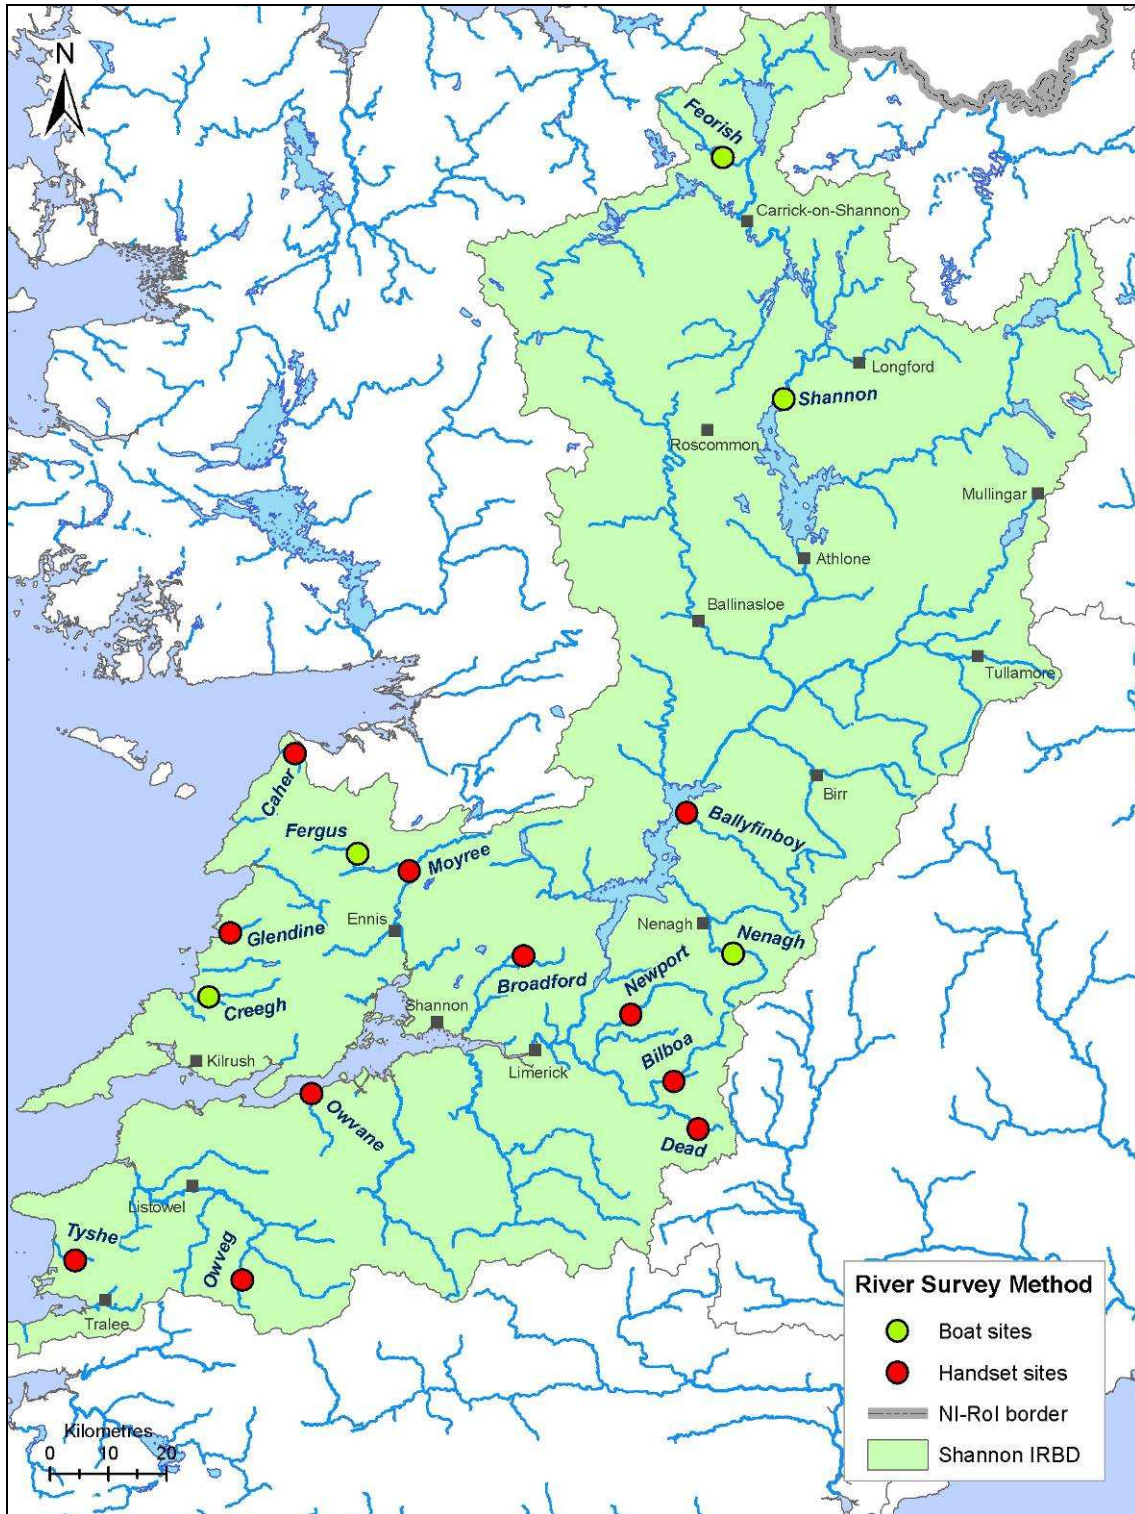 N
Feorish
Carrick-on-Shannon
Longford
Shannon
Roscommon
Mullingar
Athlone
Ballinasloe
Tullamore
Caher
Birr
Fergus
Ballyfinboy
Moyree
Ennis
Nenagh
Glendine
Nenagh
Broadford
Newport
Creegh
Shannon
Kilrush
Limerick
Bilboa
Owvane
Dead
Listowel
Tyshe
Owveg
Tralee
River Survey Method
Boat sites
Handset sites
NI-RoI border
Shannon IRBD
Kilometres
0 10 20